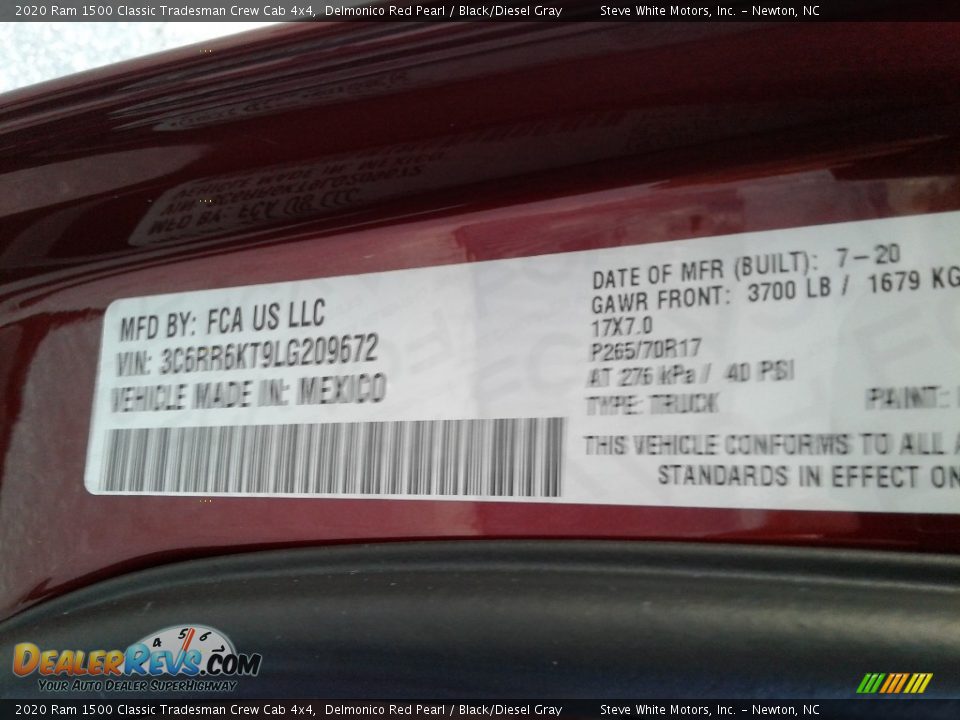 2020 Ram 1500 Classic Tradesman Crew Cab 4x4, Delmonico Red Pearl / Black/Diesel Gray Steve White Motors, Inc. – Newton, NC
MFD BY: FCA US LLC
VIN: 3C6RR6KT9LG209672
VEHICLE MADE IN: MEXICO
DATE OF MFR (BUILT): 7-20
GAWR FRONT: 3700 LB / 1679 KG
17X7.0
P265/70R17
AT 276 kPa / 40 PSI
TYPE: TRUCK PAINT:
THIS VEHICLE CONFORMS TO ALL
STANDARDS IN EFFECT ON
4 5 6
DEALERREVS.COM
YOUR AUTO DEALER SUPERHIGHWAY
2020 Ram 1500 Classic Tradesman Crew Cab 4x4, Delmonico Red Pearl / Black/Diesel Gray Steve White Motors, Inc. – Newton, NC